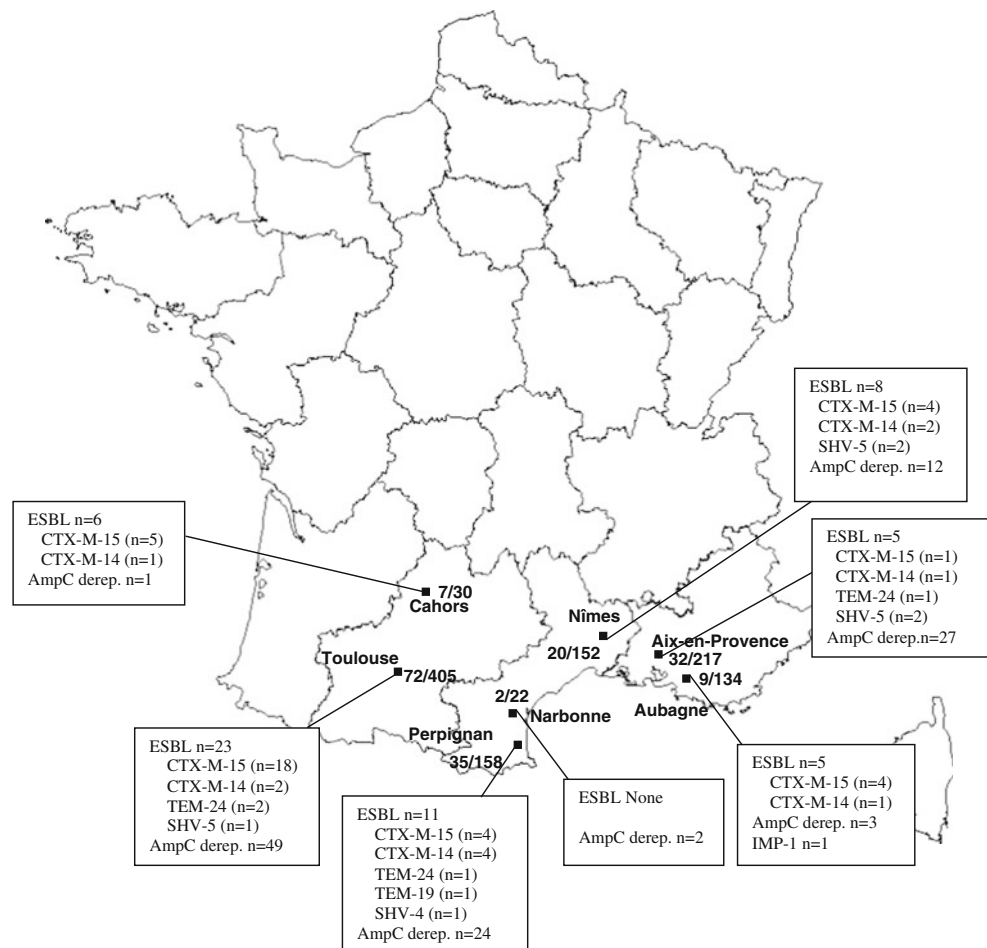 ESBL n=8
CTX-M-15 (n=4)
CTX-M-14 (n=2)
SHV-5 (n=2)
AmpC derep. n=12
ESBL n=6
CTX-M-15 (n=5)
CTX-M-14 (n=1)
AmpC derep. n=1
ESBL n=5
CTX-M-15 (n=1)
CTX-M-14 (n=1)
TEM-24 (n=1)
SHV-5 (n=2)
AmpC derep.n=27
7/30
Cahors
Nîmes
20/152
Aix-en-Provence
32/217
9/134
Aubagne
Toulouse
72/405
2/22
Narbonne
Perpignan
35/158
ESBL n=23
CTX-M-15 (n=18)
CTX-M-14 (n=2)
TEM-24 (n=2)
SHV-5 (n=1)
AmpC derep. n=49
ESBL n=11
CTX-M-15 (n=4)
CTX-M-14 (n=4)
TEM-24 (n=1)
TEM-19 (n=1)
SHV-4 (n=1)
AmpC derep. n=24
ESBL None
AmpC derep. n=2
ESBL n=5
CTX-M-15 (n=4)
CTX-M-14 (n=1)
AmpC derep. n=3
IMP-1 n=1